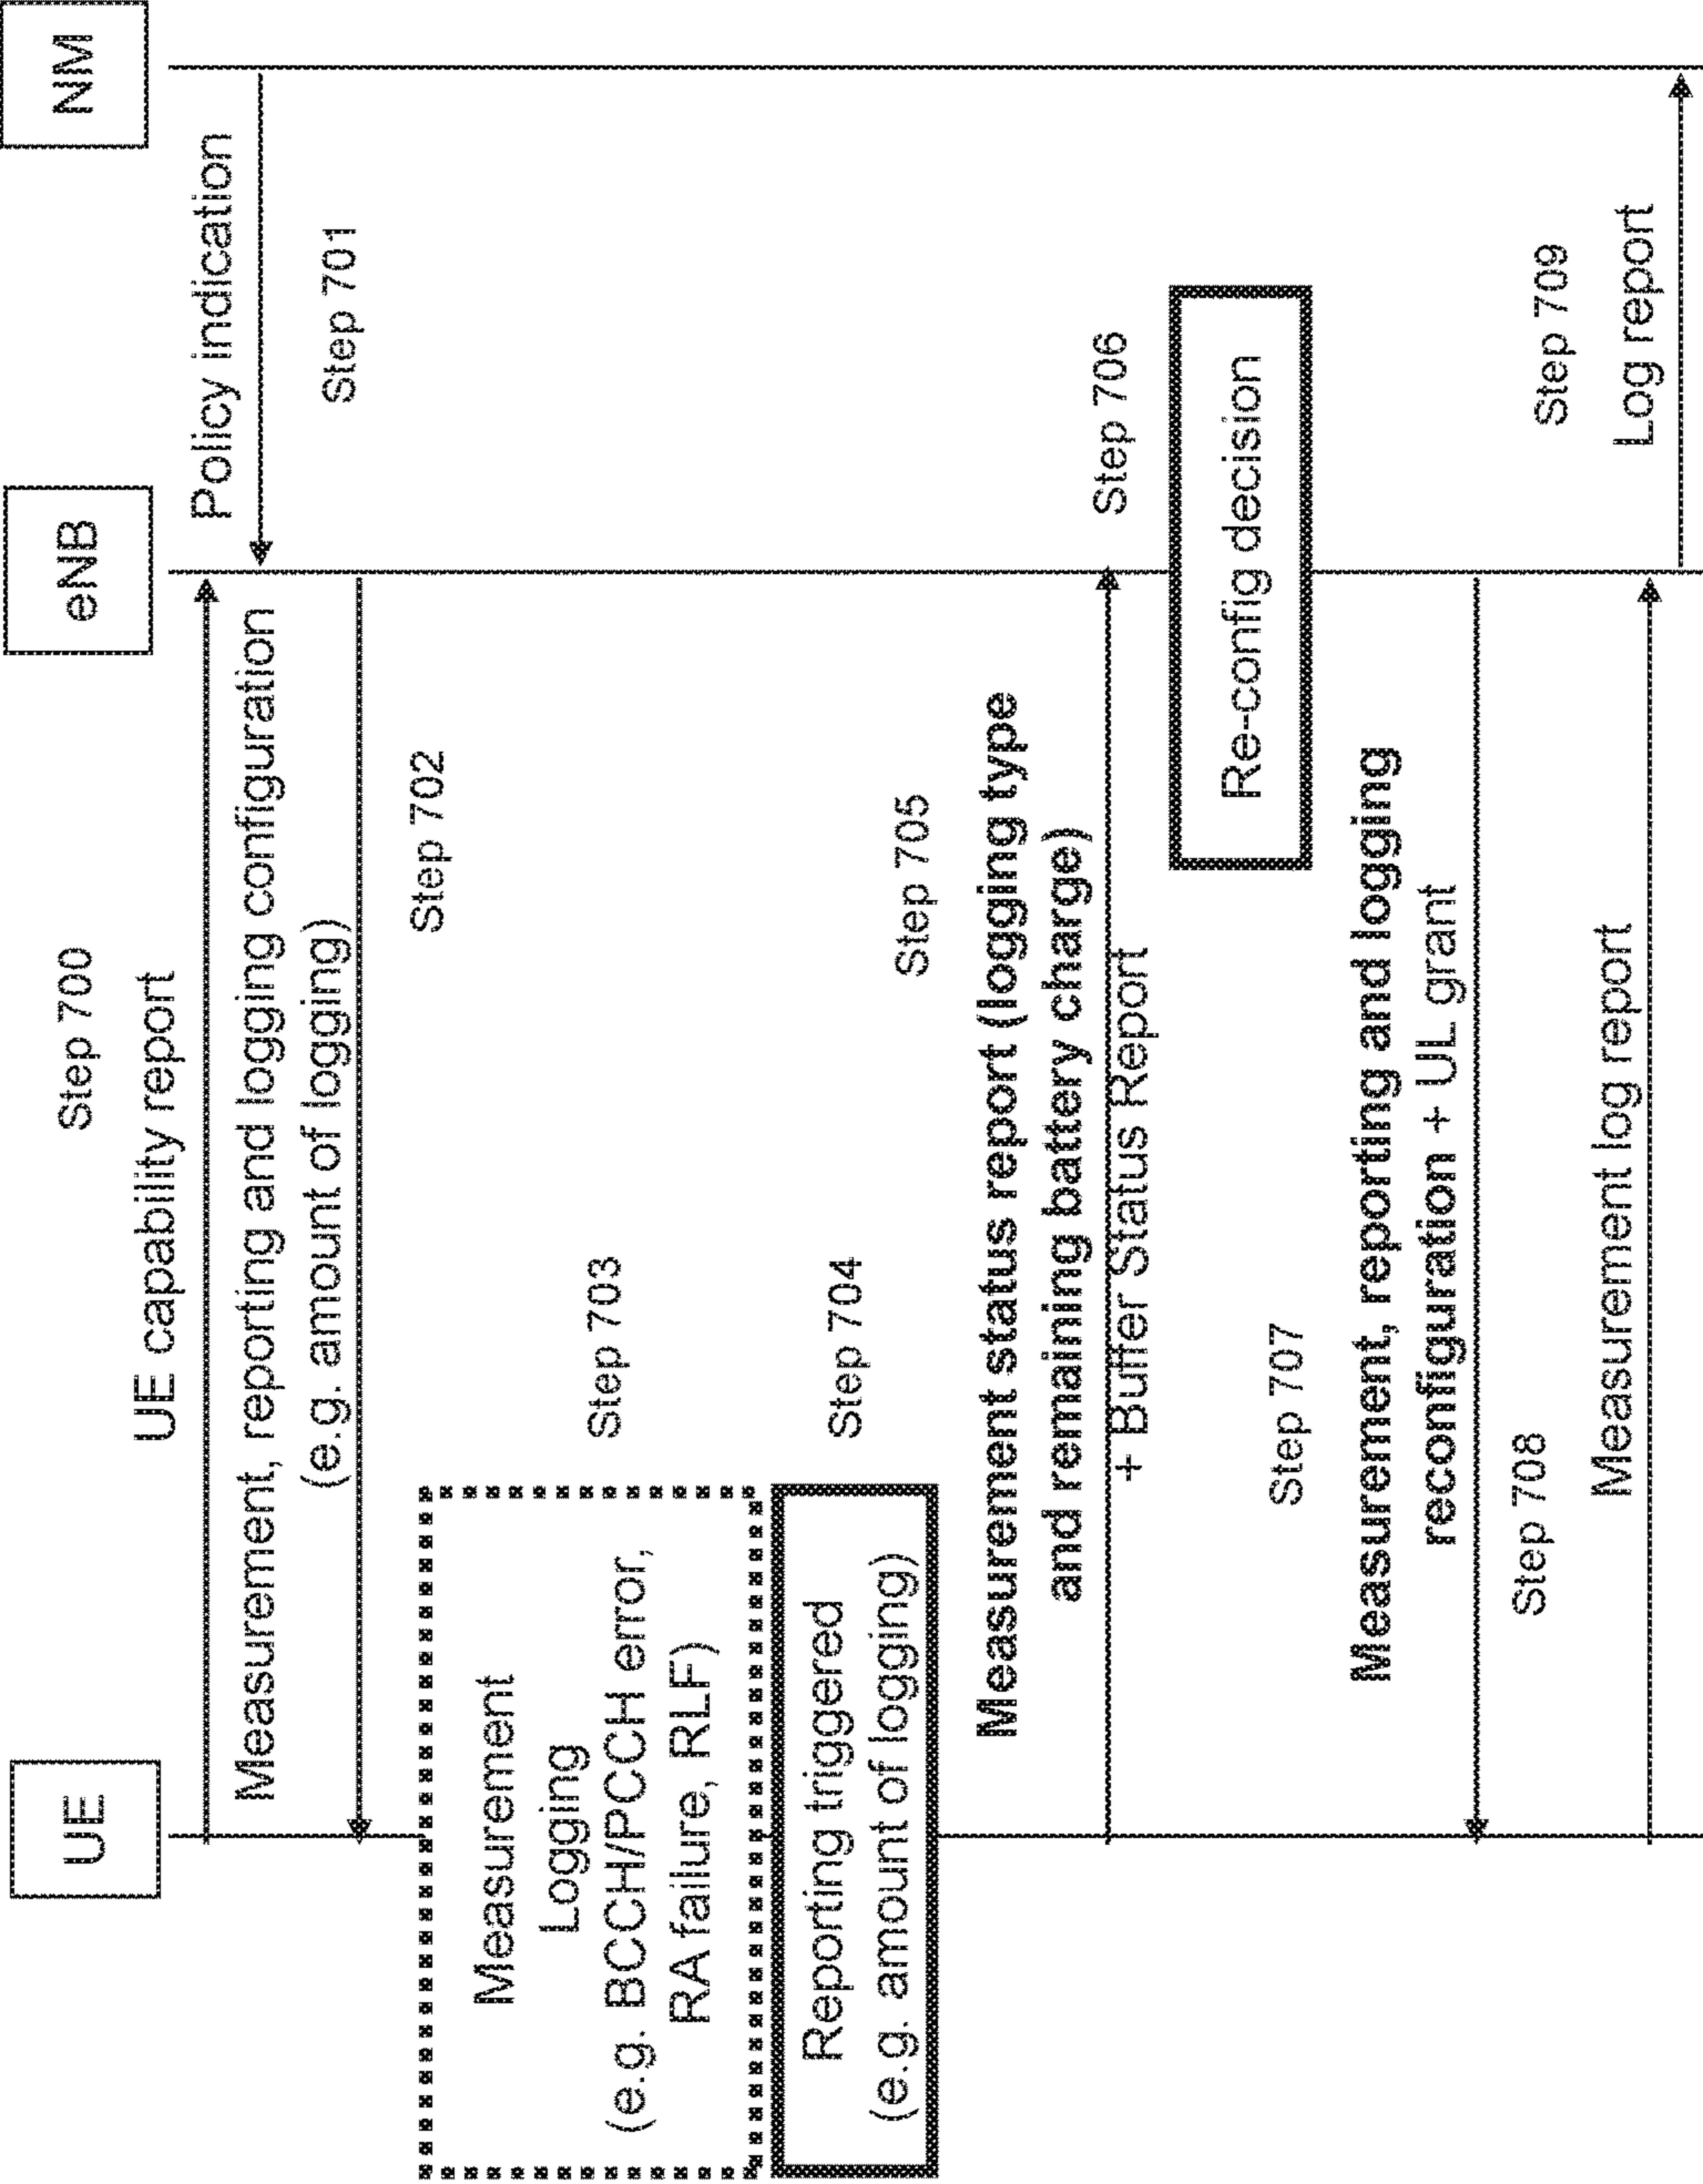 UE
eNB
NM
Step 700
UE capability report
Policy indication
Measurement, reporting and logging configuration
(e.g. amount of logging)
Step 701
Step 702
Measurement
Logging
(e.g. BCCH/PCCH error,
RA failure, RLF)
Step 703
Reporting triggered
(e.g. amount of logging)
Step 704
Step 705
Measurement status report (logging type
and remaining battery charge)
+ Buffer Status Report
Step 706
Re-config decision
Step 707
Measurement, reporting and logging
reconfiguration + UL grant
Step 708
Measurement log report
Step 709
Log report